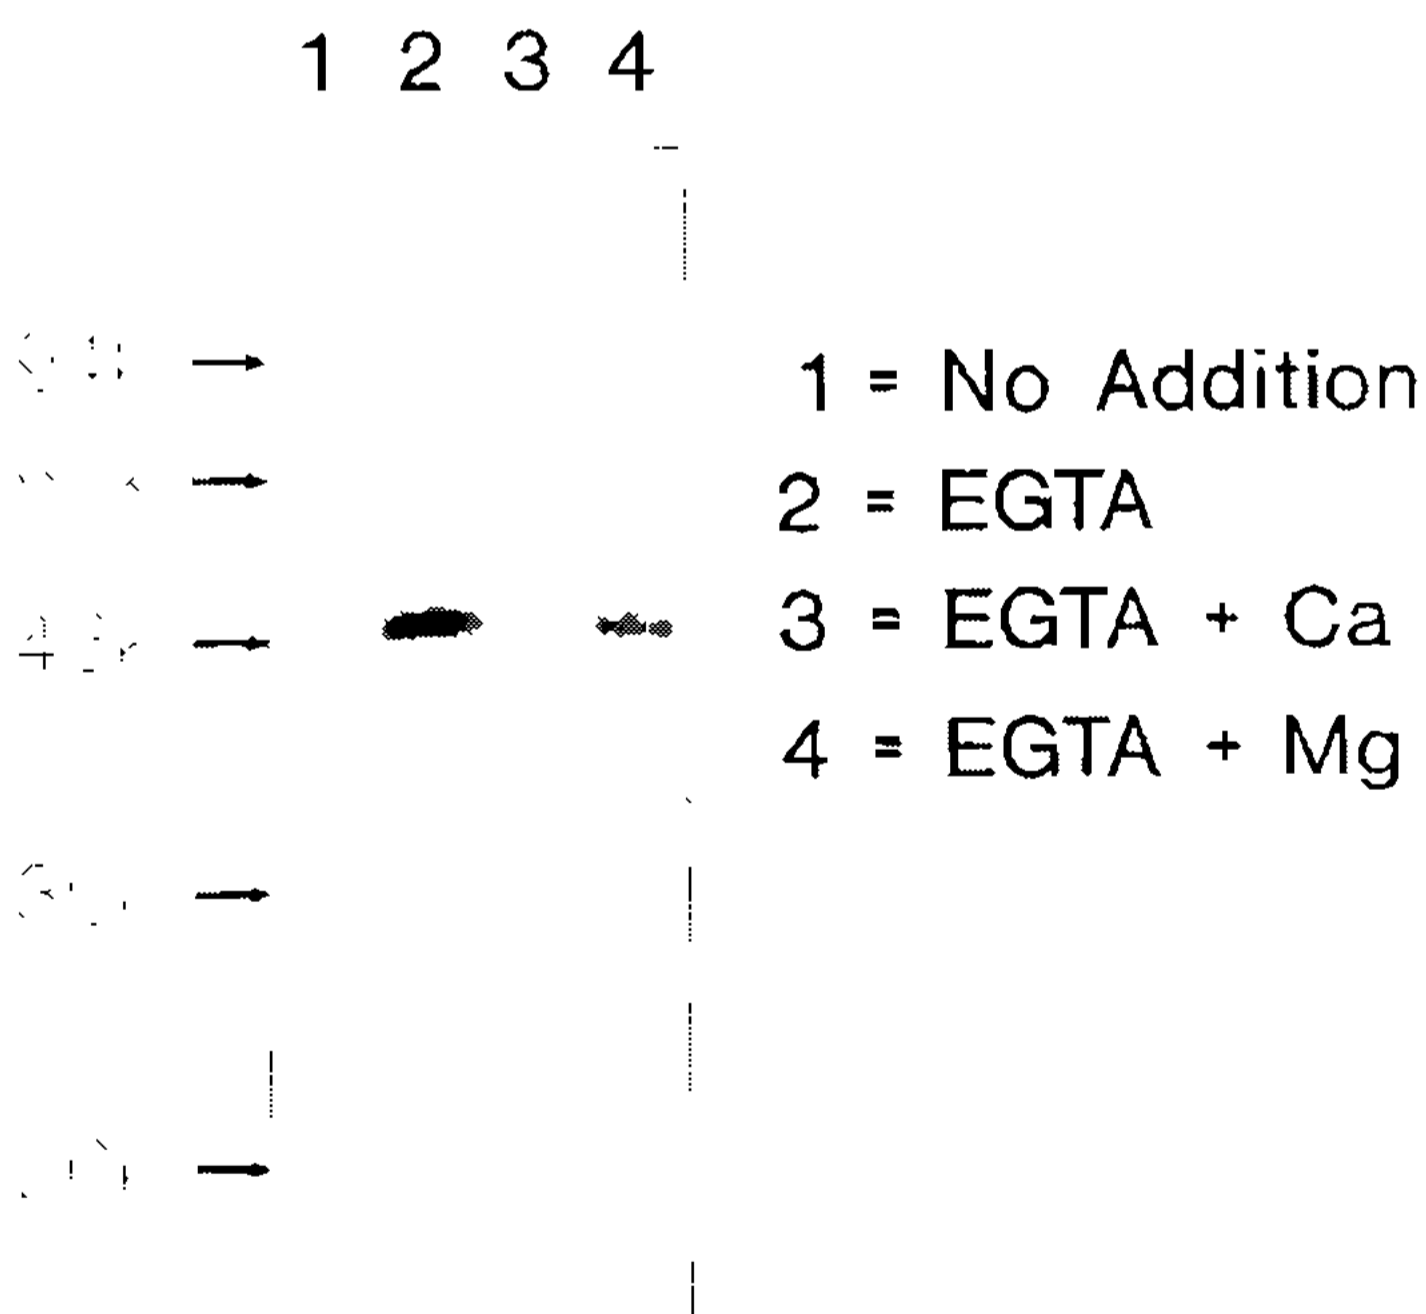 1 2 3 4
1 = No Addition
2 = EGTA
3 = EGTA + Ca
4 = EGTA + Mg